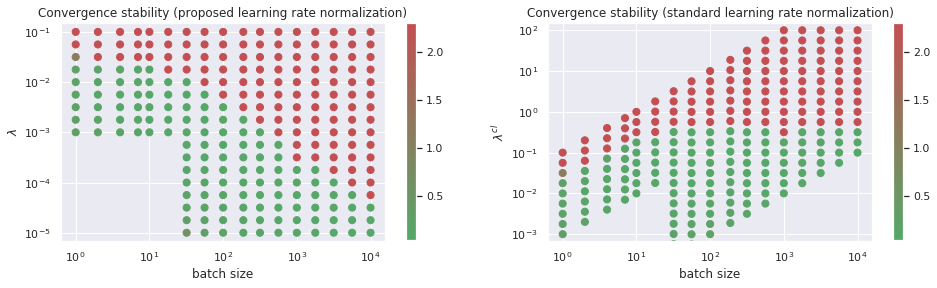 Convergence stability (proposed learning rate normalization)
10⁻¹
10⁻²
10⁻³
10⁻⁴
10⁻⁵
λ
10⁰ 10¹ 10² 10³ 10⁴
batch size
2.0
1.5
1.0
0.5
Convergence stability (standard learning rate normalization)
10²
10¹
10⁰
10⁻¹
10⁻²
10⁻³
λᶜˡ
10⁰ 10¹ 10² 10³ 10⁴
batch size
2.0
1.5
1.0
0.5